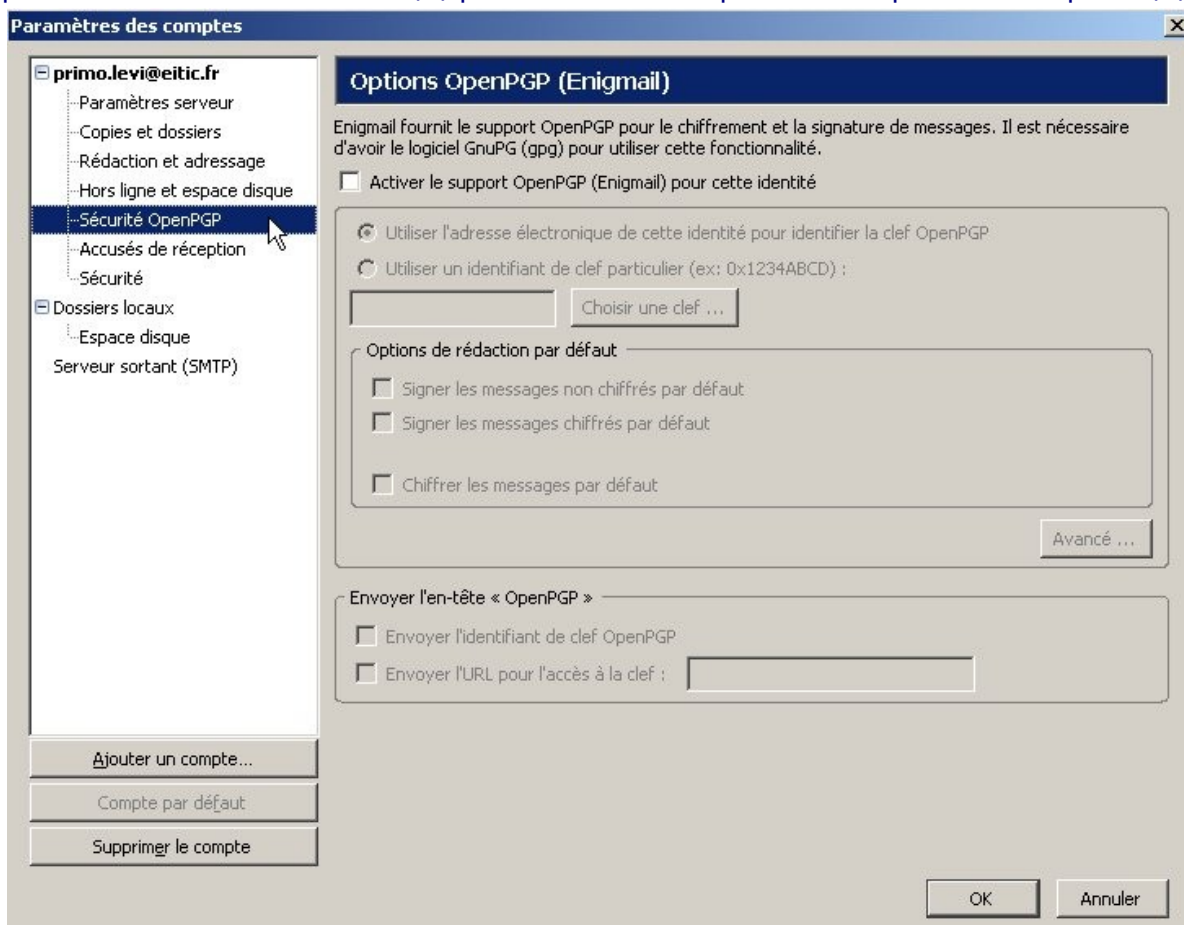 Paramètres des comptes
primo.levi@eitic.fr
Paramètres serveur
Copies et dossiers
Rédaction et adressage
Hors ligne et espace disque
Sécurité OpenPGP
Accusés de réception
Sécurité
Dossiers locaux
Espace disque
Serveur sortant (SMTP)
Ajouter un compte...
Compte par défaut
Supprimer le compte
Options OpenPGP (Enigmail)
Enigmail fournit le support OpenPGP pour le chiffrement et la signature de messages. Il est nécessaire
d'avoir le logiciel GnuPG (gpg) pour utiliser cette fonctionnalité.
Activer le support OpenPGP (Enigmail) pour cette identité
Utiliser l'adresse électronique de cette identité pour identifier la clef OpenPGP
Utiliser un identifiant de clef particulier (ex: 0x1234ABCD) :
Choisir une clef ...
Options de rédaction par défaut
Signer les messages non chiffrés par défaut
Signer les messages chiffrés par défaut
Chiffrer les messages par défaut
Avancé ...
Envoyer l'en-tête « OpenPGP »
Envoyer l'identifiant de clef OpenPGP
Envoyer l'URL pour l'accès à la clef :
OK
Annuler